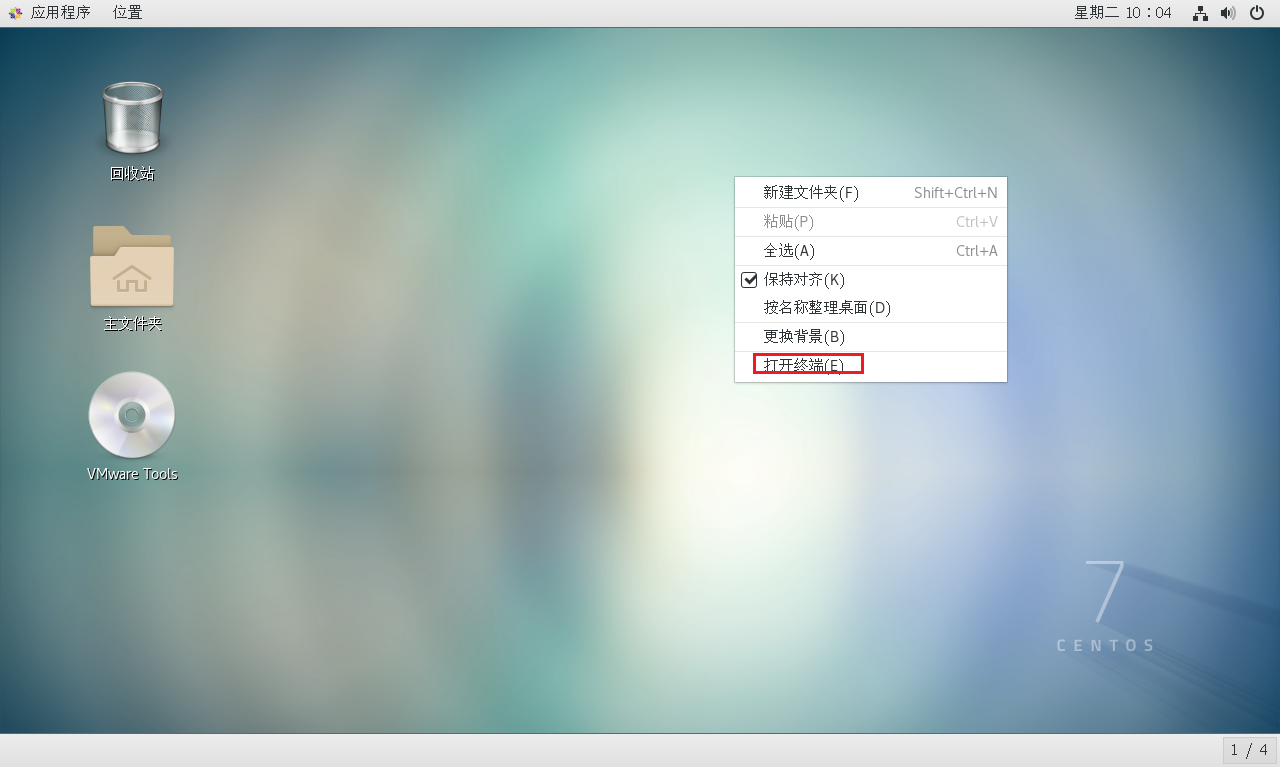 应用程序 位置 星期二 10：04
回收站
主文件夹
VMware Tools
新建文件夹(F) Shift+Ctrl+N
粘贴(P) Ctrl+V
全选(A) Ctrl+A
保持对齐(K)
按名称整理桌面(D)
更换背景(B)
打开终端(E)
7
CENTOS
1 / 4